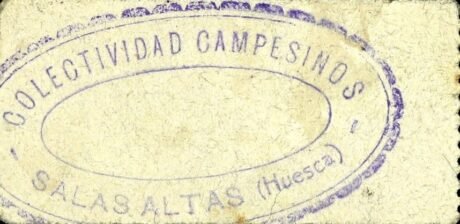 COLECTIVIDAD CAMPESINOS
- SALAS ALTAS (Huesca) -